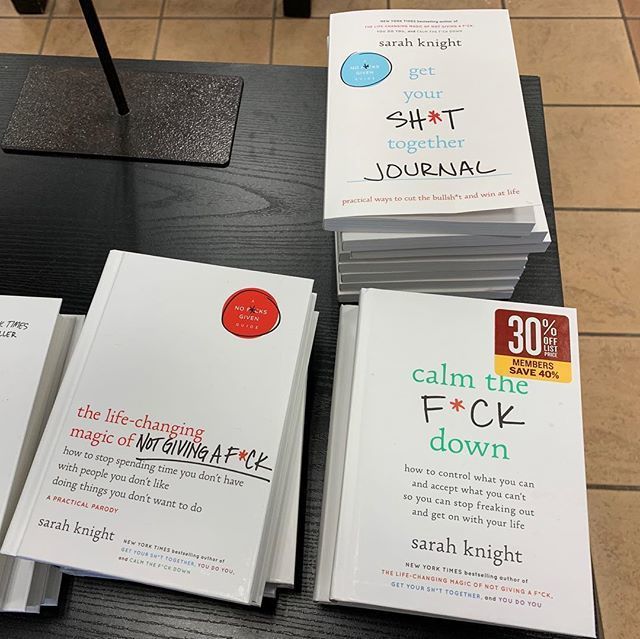 NEW YORK TIMES bestselling author of
THE LIFE-CHANGING MAGIC OF NOT GIVING A F*CK,
YOU DO YOU, and CALM THE F*CK DOWN
sarah knight
A
NO F*CKS
GIVEN
GUIDE
get
your
SH*T
together
JOURNAL
practical ways to cut the bullsh*t and win at life
TIMES
LLER
A
NO F*CKS
GIVEN
GUIDE
the life-changing
magic of NOT GIVING A F*CK
how to stop spending time you don't have
with people you don't like
doing things you don't want to do
A PRACTICAL PARODY
sarah knight
NEW YORK TIMES bestselling author of
GET YOUR SH*T TOGETHER, YOU DO YOU,
and CALM THE F*CK DOWN
30% OFF LIST PRICE
MEMBERS
SAVE 40%
calm the
F*CK
down
how to control what you can
and accept what you can't
so you can stop freaking out
and get on with your life
sarah knight
NEW YORK TIMES bestselling author of
THE LIFE-CHANGING MAGIC OF NOT GIVING A F*CK,
GET YOUR SH*T TOGETHER, and YOU DO YOU